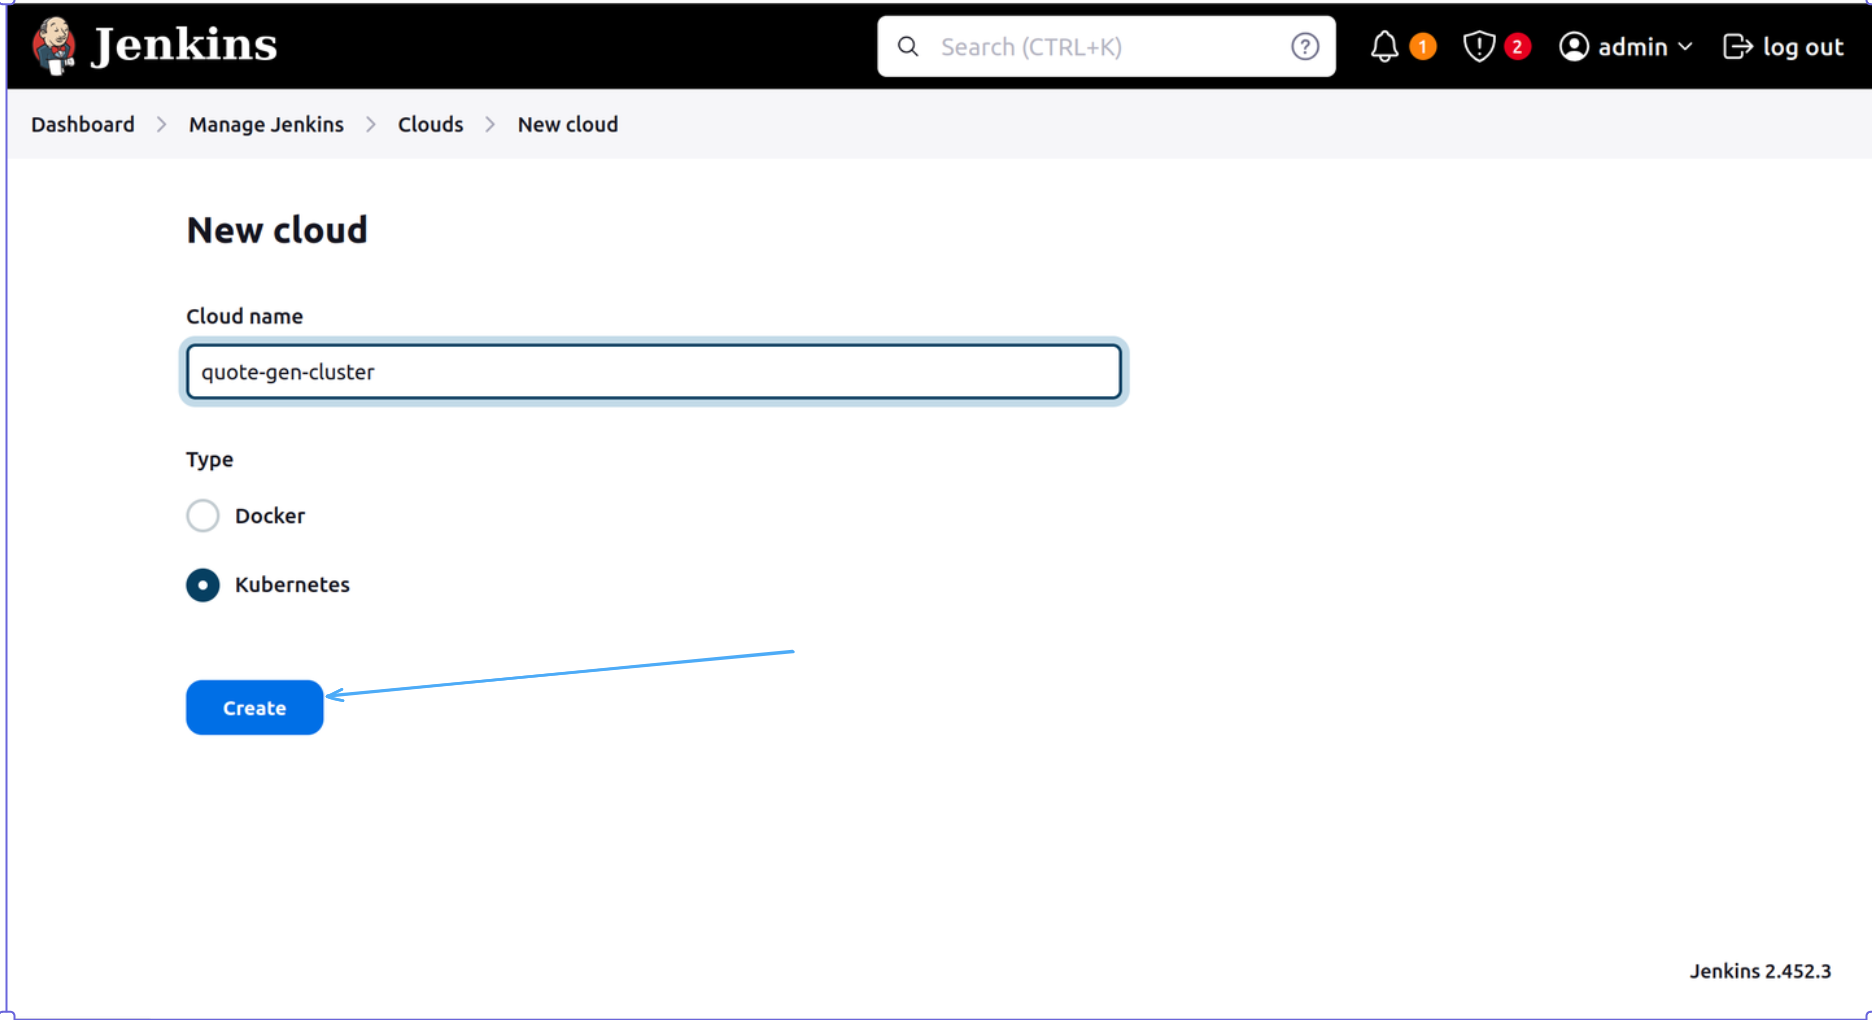 Jenkins
Search (CTRL+K)
?
1
2
admin
log out
Dashboard > Manage Jenkins > Clouds > New cloud
New cloud
Cloud name
quote-gen-cluster
Type
Docker
Kubernetes
Create
Jenkins 2.452.3